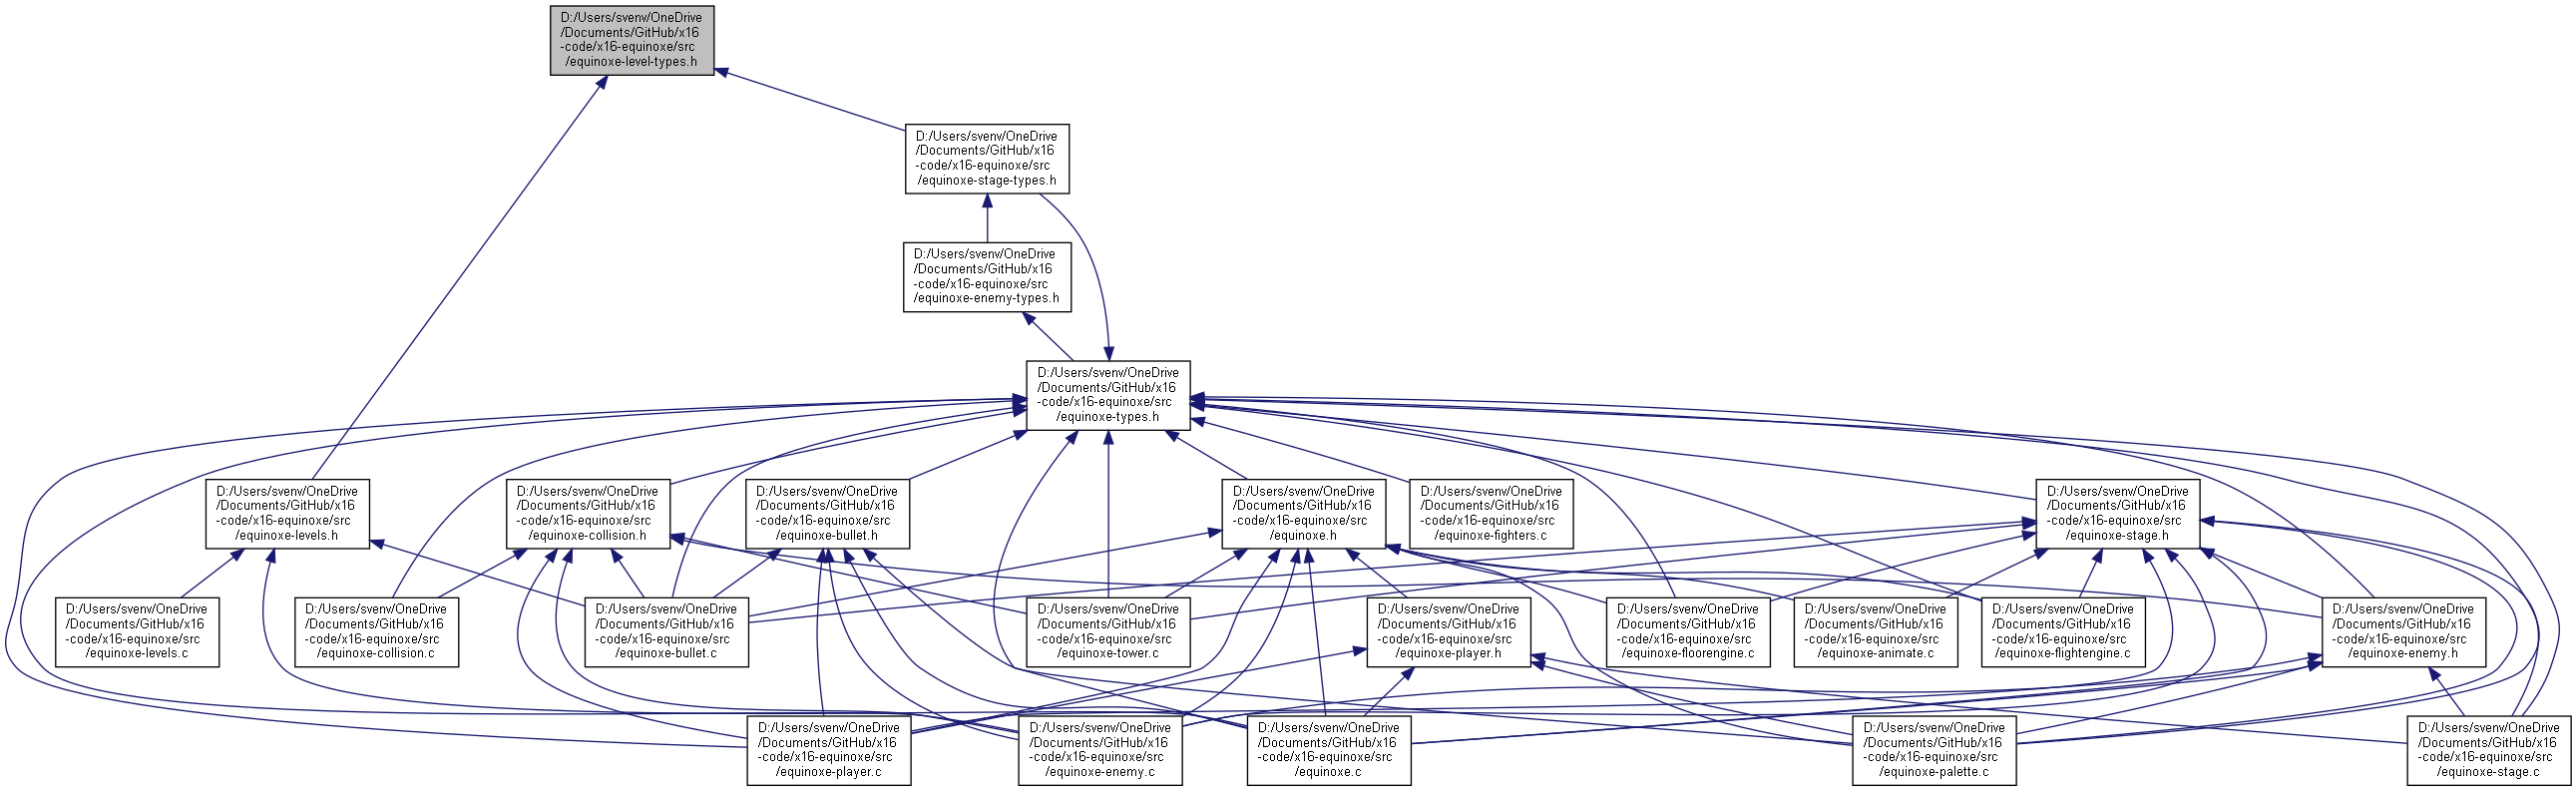 D:/Users/svenv/OneDrive
/Documents/GitHub/x16
-code/x16-equinoxe/src
/equinoxe-level-types.h
D:/Users/svenv/OneDrive
/Documents/GitHub/x16
-code/x16-equinoxe/src
/equinoxe-stage-types.h
D:/Users/svenv/OneDrive
/Documents/GitHub/x16
-code/x16-equinoxe/src
/equinoxe-enemy-types.h
D:/Users/svenv/OneDrive
/Documents/GitHub/x16
-code/x16-equinoxe/src
/equinoxe-types.h
D:/Users/svenv/OneDrive
/Documents/GitHub/x16
-code/x16-equinoxe/src
/equinoxe-levels.h
D:/Users/svenv/OneDrive
/Documents/GitHub/x16
-code/x16-equinoxe/src
/equinoxe-collision.h
D:/Users/svenv/OneDrive
/Documents/GitHub/x16
-code/x16-equinoxe/src
/equinoxe-bullet.h
D:/Users/svenv/OneDrive
/Documents/GitHub/x16
-code/x16-equinoxe/src
/equinoxe.h
D:/Users/svenv/OneDrive
/Documents/GitHub/x16
-code/x16-equinoxe/src
/equinoxe-fighters.c
D:/Users/svenv/OneDrive
/Documents/GitHub/x16
-code/x16-equinoxe/src
/equinoxe-stage.h
D:/Users/svenv/OneDrive
/Documents/GitHub/x16
-code/x16-equinoxe/src
/equinoxe-levels.c
D:/Users/svenv/OneDrive
/Documents/GitHub/x16
-code/x16-equinoxe/src
/equinoxe-collision.c
D:/Users/svenv/OneDrive
/Documents/GitHub/x16
-code/x16-equinoxe/src
/equinoxe-bullet.c
D:/Users/svenv/OneDrive
/Documents/GitHub/x16
-code/x16-equinoxe/src
/equinoxe-tower.c
D:/Users/svenv/OneDrive
/Documents/GitHub/x16
-code/x16-equinoxe/src
/equinoxe-player.h
D:/Users/svenv/OneDrive
/Documents/GitHub/x16
-code/x16-equinoxe/src
/equinoxe-floorengine.c
D:/Users/svenv/OneDrive
/Documents/GitHub/x16
-code/x16-equinoxe/src
/equinoxe-animate.c
D:/Users/svenv/OneDrive
/Documents/GitHub/x16
-code/x16-equinoxe/src
/equinoxe-flightengine.c
D:/Users/svenv/OneDrive
/Documents/GitHub/x16
-code/x16-equinoxe/src
/equinoxe-enemy.h
D:/Users/svenv/OneDrive
/Documents/GitHub/x16
-code/x16-equinoxe/src
/equinoxe-player.c
D:/Users/svenv/OneDrive
/Documents/GitHub/x16
-code/x16-equinoxe/src
/equinoxe-enemy.c
D:/Users/svenv/OneDrive
/Documents/GitHub/x16
-code/x16-equinoxe/src
/equinoxe.c
D:/Users/svenv/OneDrive
/Documents/GitHub/x16
-code/x16-equinoxe/src
/equinoxe-palette.c
D:/Users/svenv/OneDrive
/Documents/GitHub/x16
-code/x16-equinoxe/src
/equinoxe-stage.c